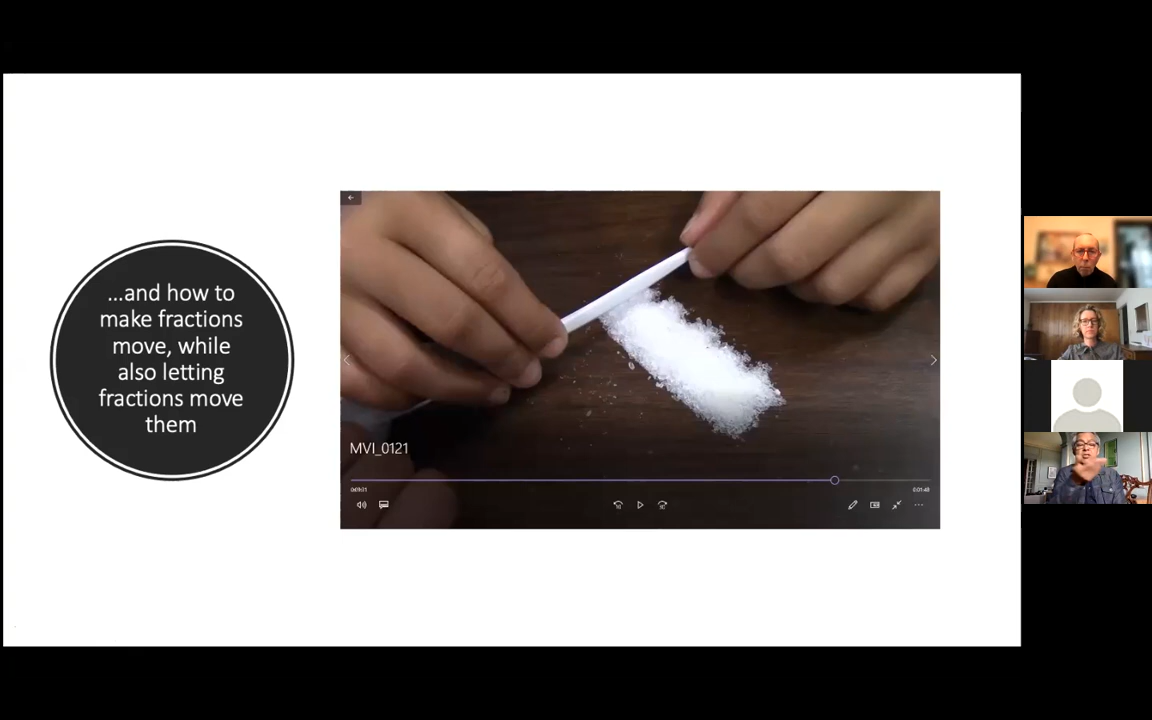 ...and how to
make fractions
move, while
also letting
fractions move
them
MVI_0121